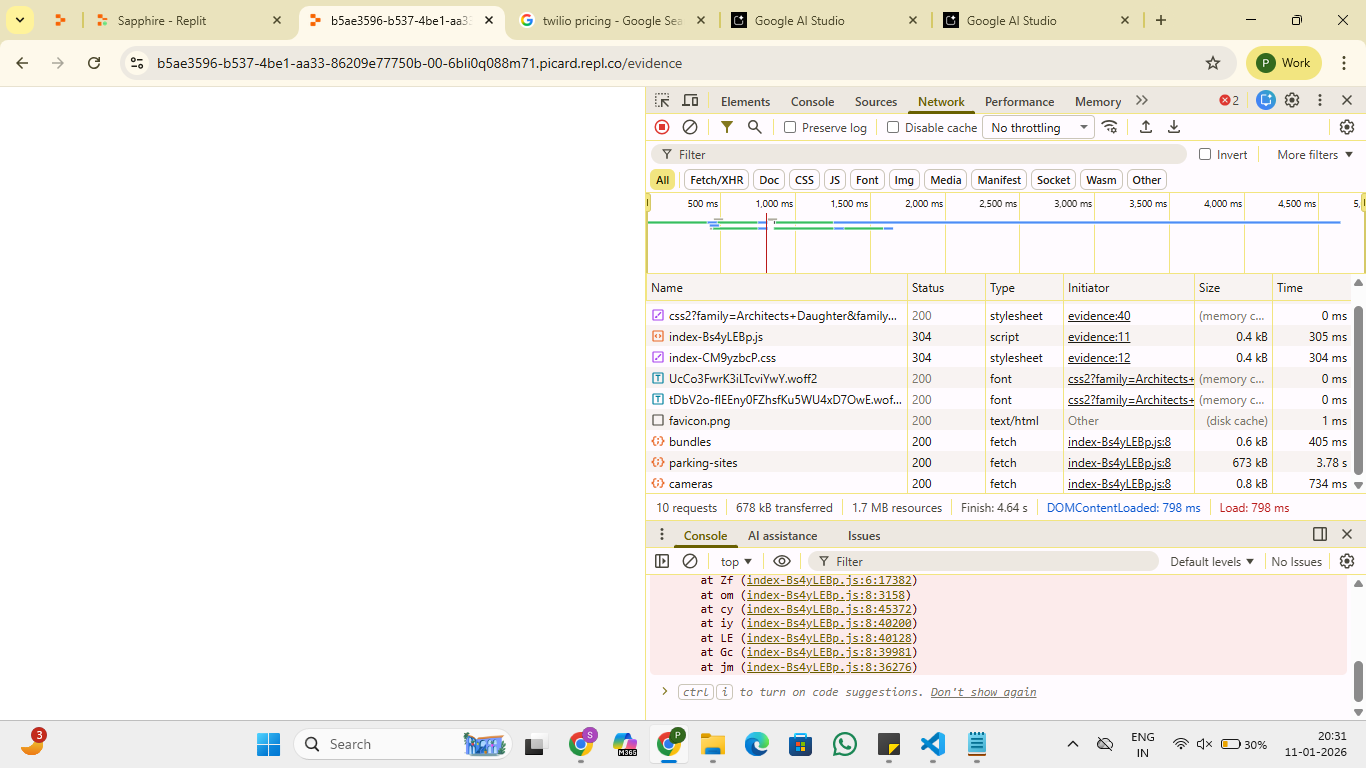 Sapphire - Replit
b5ae3596-b537-4be1-aa33
twilio pricing - Google Sea
Google AI Studio
Google AI Studio
b5ae3596-b537-4be1-aa33-86209e77750b-00-6bli0q088m71.picard.repl.co/evidence
P Work
Elements Console Sources Network Performance Memory 2
Preserve log Disable cache No throttling
Filter Invert More filters
All Fetch/XHR Doc CSS JS Font Img Media Manifest Socket Wasm Other
500 ms 1,000 ms 1,500 ms 2,000 ms 2,500 ms 3,000 ms 3,500 ms 4,000 ms 4,500 ms 5,
Name Status Type Initiator Size Time
css2?family=Architects+Daughter&family... 200 stylesheet evidence:40 (memory c... 0 ms
index-Bs4yLEBp.js 304 script evidence:11 0.4 kB 305 ms
index-CM9yzbcP.css 304 stylesheet evidence:12 0.4 kB 304 ms
UcCo3FwrK3iLTcviYwY.woff2 200 font css2?family=Architects+ (memory c... 0 ms
tDbV2o-flEEny0FZhsfKu5WU4xD7OwE.wof... 200 font css2?family=Architects+ (memory c... 0 ms
favicon.png 200 text/html Other (disk cache) 1 ms
bundles 200 fetch index-Bs4yLEBp.js:8 0.6 kB 405 ms
parking-sites 200 fetch index-Bs4yLEBp.js:8 673 kB 3.78 s
cameras 200 fetch index-Bs4yLEBp.js:8 0.8 kB 734 ms
10 requests 678 kB transferred 1.7 MB resources Finish: 4.64 s DOMContentLoaded: 798 ms Load: 798 ms
Console AI assistance Issues
top Filter Default levels No Issues
at Zf (index-Bs4yLEBp.js:6:17382)
at om (index-Bs4yLEBp.js:8:3158)
at cy (index-Bs4yLEBp.js:8:45372)
at iy (index-Bs4yLEBp.js:8:40200)
at LE (index-Bs4yLEBp.js:8:40128)
at Gc (index-Bs4yLEBp.js:8:39981)
at jm (index-Bs4yLEBp.js:8:36276)
ctrl i to turn on code suggestions. Don't show again
3
Search
S
M365
P
ENG
IN
30%
20:31
11-01-2026